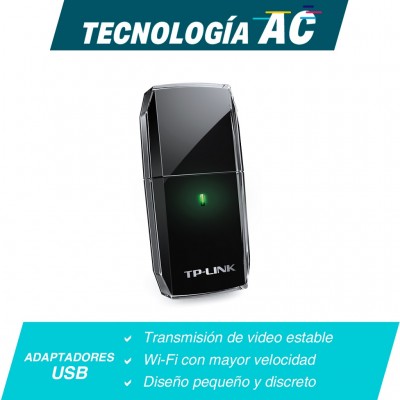 TECNOLOGÍA AC
TP-LINK
ADAPTADORES
USB
Transmisión de video estable
Wi-Fi con mayor velocidad
Diseño pequeño y discreto